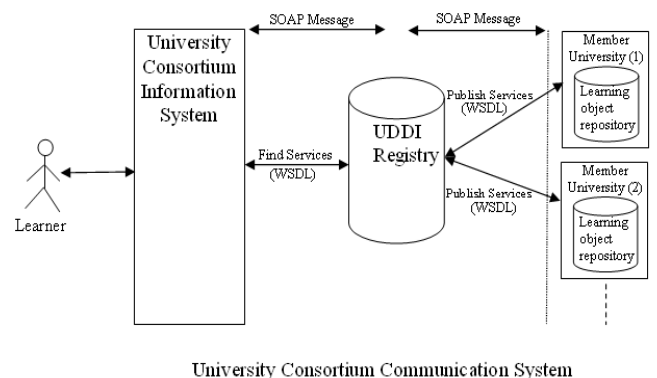 SOAP Message
SOAP Message
University
Consortium
Information
System
Member
University (1)
Learning
object
repository
Publish Services
(WSDL)
UDDI
Registry
Find Services
(WSDL)
Learner
Publish Services
(WSDL)
Member
University (2)
Learning
object
repository
University Consortium Communication System